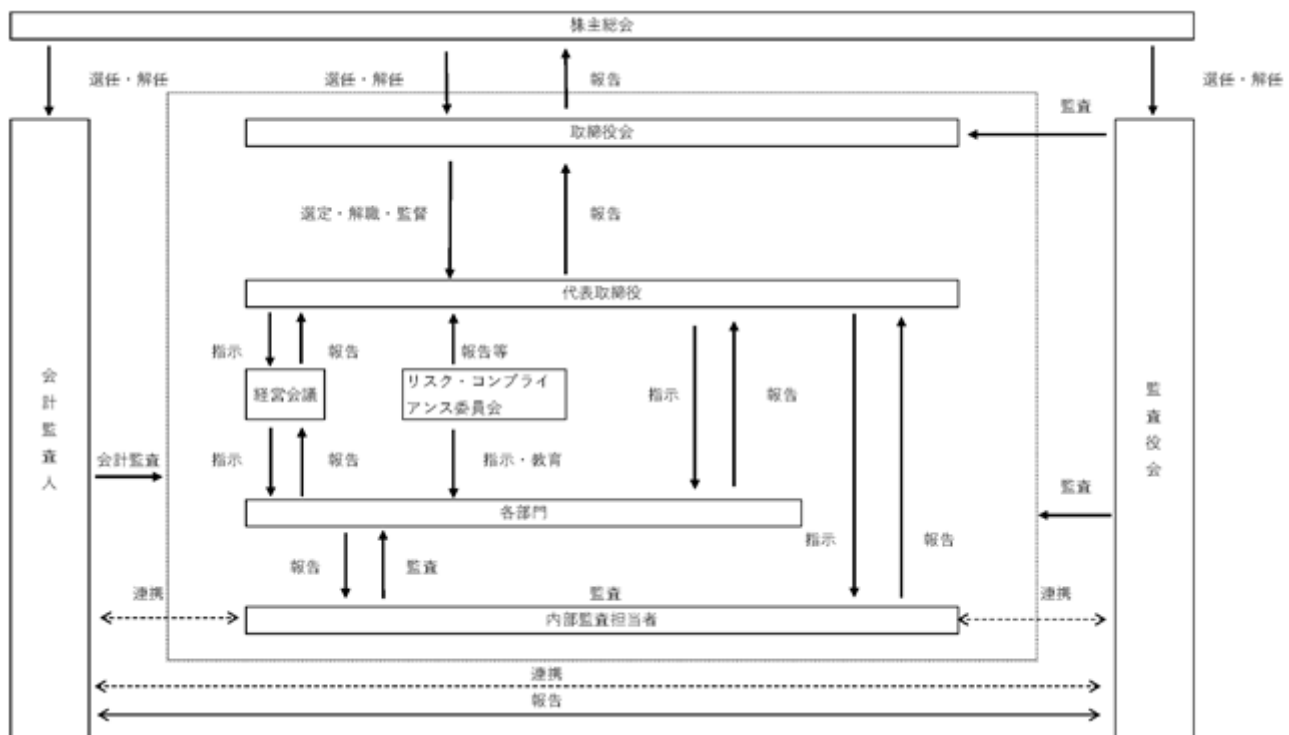 株主総会
選任・解任
選任・解任
報告
選任・解任
監査
取締役会
選定・解職・監督
報告
代表取締役
指示
報告
報告等
経営会議
リスク・コンプライ
アンス委員会
指示
報告
会計監査人
監査役会
会計監査
指示
報告
指示・教育
監査
各部門
報告
監査
指示
報告
連携
監査
連携
内部監査担当者
連携
報告